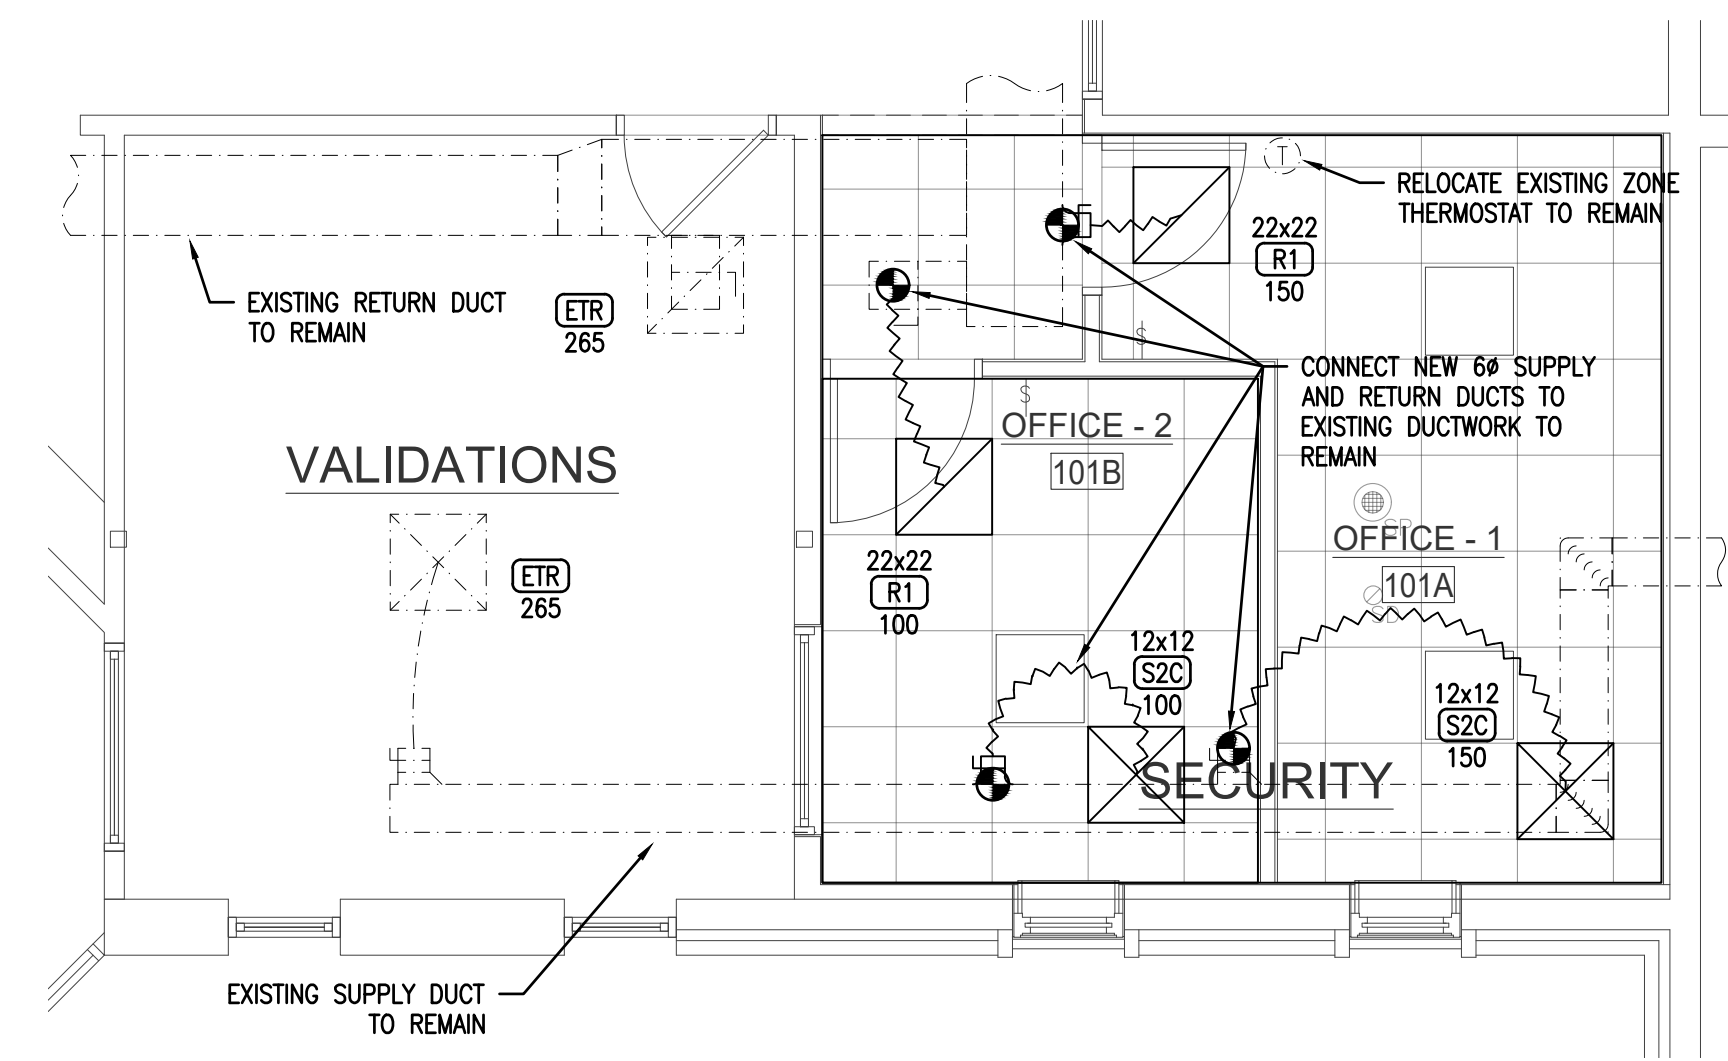 T
RELOCATE EXISTING ZONE
THERMOSTAT TO REMAIN
22x22
R1
150
EXISTING RETURN DUCT
TO REMAIN
ETR
265
S
CONNECT NEW 6ø SUPPLY
AND RETURN DUCTS TO
EXISTING DUCTWORK TO
REMAIN
S
OFFICE - 2
101B
VALIDATIONS
SP
OFFICE - 1
101A
SD
ETR
265
22x22
R1
100
12x12
S2C
100
12x12
S2C
150
SECURITY
EXISTING SUPPLY DUCT
TO REMAIN